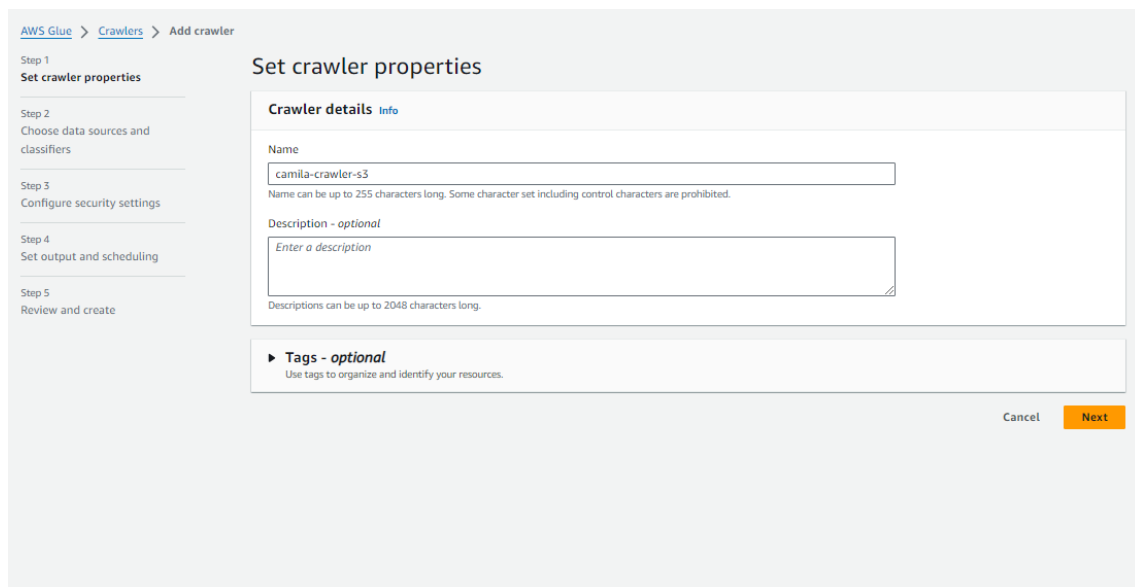 AWS Glue > Crawlers > Add crawler
Step 1
Set crawler properties
Step 2
Choose data sources and
classifiers
Step 3
Configure security settings
Step 4
Set output and scheduling
Step 5
Review and create
Set crawler properties
Crawler details Info
Name
camila-crawler-s3
Name can be up to 255 characters long. Some character set including control characters are prohibited.
Description - optional
Enter a description
Descriptions can be up to 2048 characters long.
Tags - optional
Use tags to organize and identify your resources.
Cancel
Next